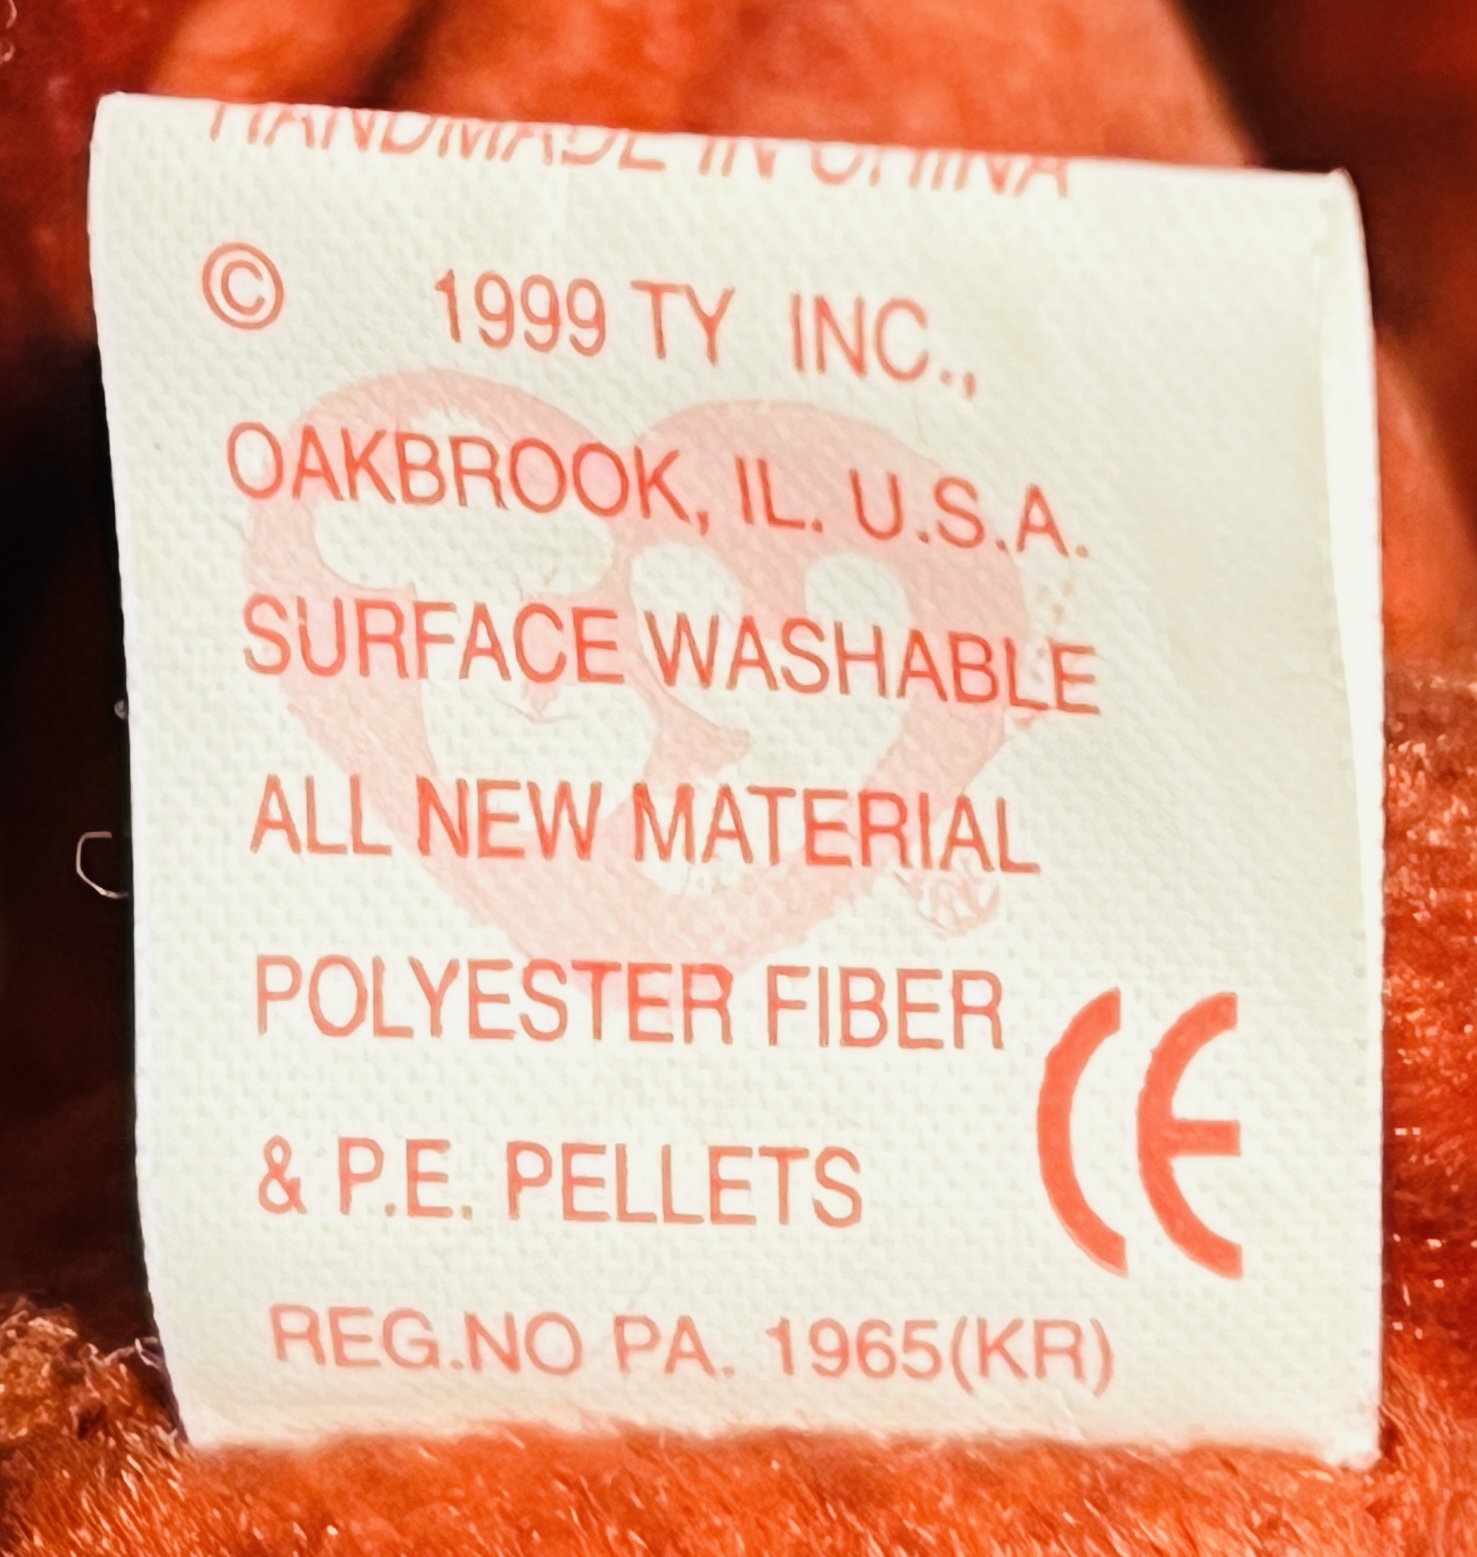 HANDMADE IN CHINA
© 1999 TY INC.,
OAKBROOK, IL. U.S.A.
SURFACE WASHABLE
ALL NEW MATERIAL
POLYESTER FIBER
& P.E. PELLETS
CE
REG.NO PA. 1965(KR)